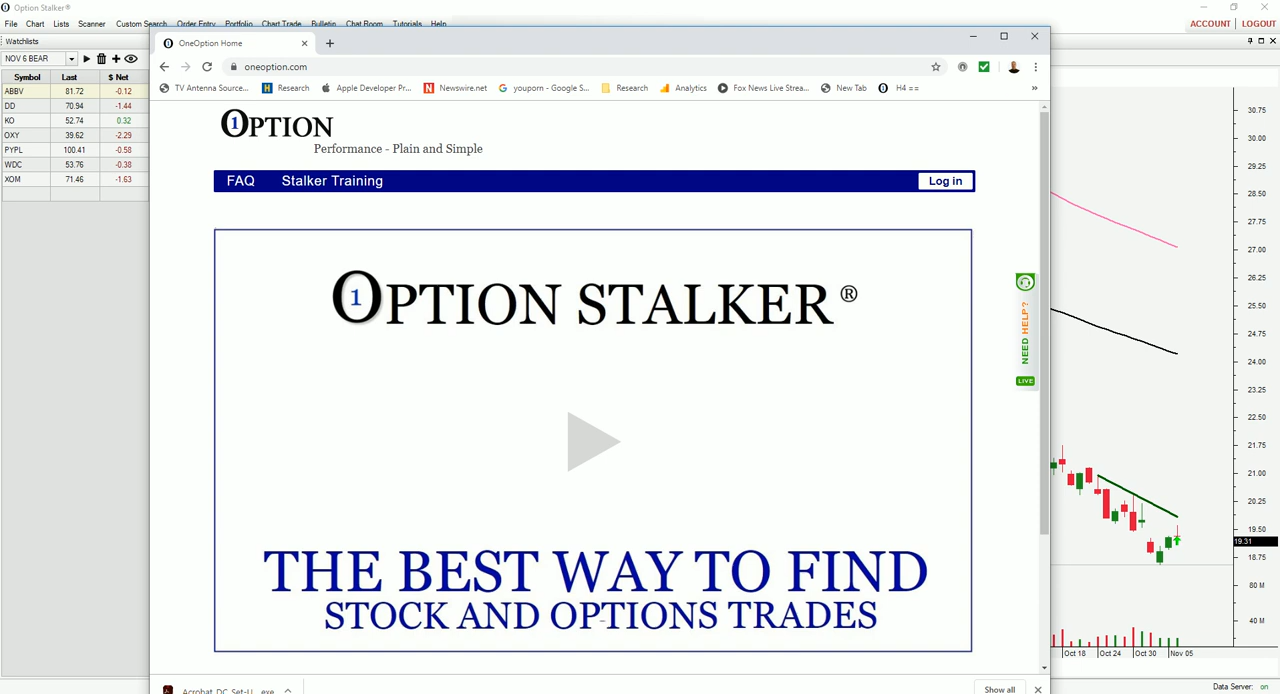 Option Stalker®
File Chart Lists Scanner Custom Search Order Entry Portfolio Chart Trade Bulletin Chat Room Tutorials Help
ACCOUNT LOGOUT
Watchlists
NOV 6 BEAR
Symbol Last $ Net
ABBV 81.72 -0.12
DD 70.94 -1.44
KO 52.74 0.32
OXY 39.62 -2.29
PYPL 100.41 -0.58
WDC 53.76 -0.38
XOM 71.46 -1.63
OneOption Home
oneoption.com
TV Antenna Source... Research Apple Developer Pr... Newswire.net youporn - Google S... Research Analytics Fox News Live Strea... New Tab H4 ==
1OPTION
Performance - Plain and Simple
FAQ Stalker Training Log in
1OPTION STALKER®
THE BEST WAY TO FIND
STOCK AND OPTIONS TRADES
NEED HELP?
LIVE
Acrobat_DC_Set-U....exe
Show all
30.75
30.00
29.25
28.50
27.75
27.00
26.25
25.50
24.75
24.00
23.25
22.50
21.75
21.00
20.25
19.50
19.31
18.75
80 M
40 M
Oct 18 Oct 24 Oct 30 Nov 05
Data Server: on